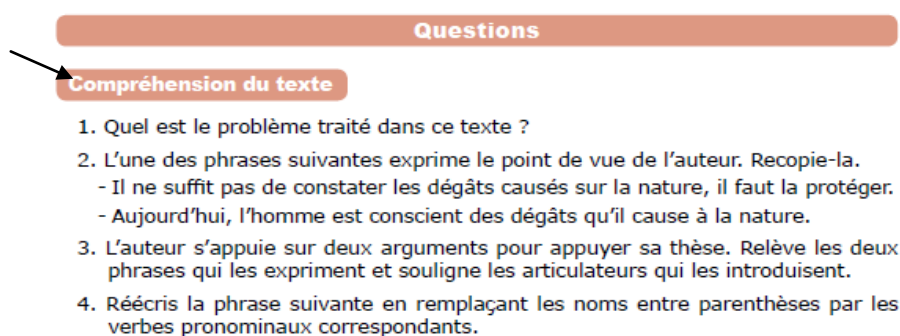 Questions
Compréhension du texte
1. Quel est le problème traité dans ce texte ?
2. L'une des phrases suivantes exprime le point de vue de l'auteur. Recopie-la.
- Il ne suffit pas de constater les dégâts causés sur la nature, il faut la protéger.
- Aujourd'hui, l'homme est conscient des dégâts qu'il cause à la nature.
3. L'auteur s'appuie sur deux arguments pour appuyer sa thèse. Relève les deux
phrases qui les expriment et souligne les articulateurs qui les introduisent.
4. Réécris la phrase suivante en remplaçant les noms entre parenthèses par les
verbes pronominaux correspondants.